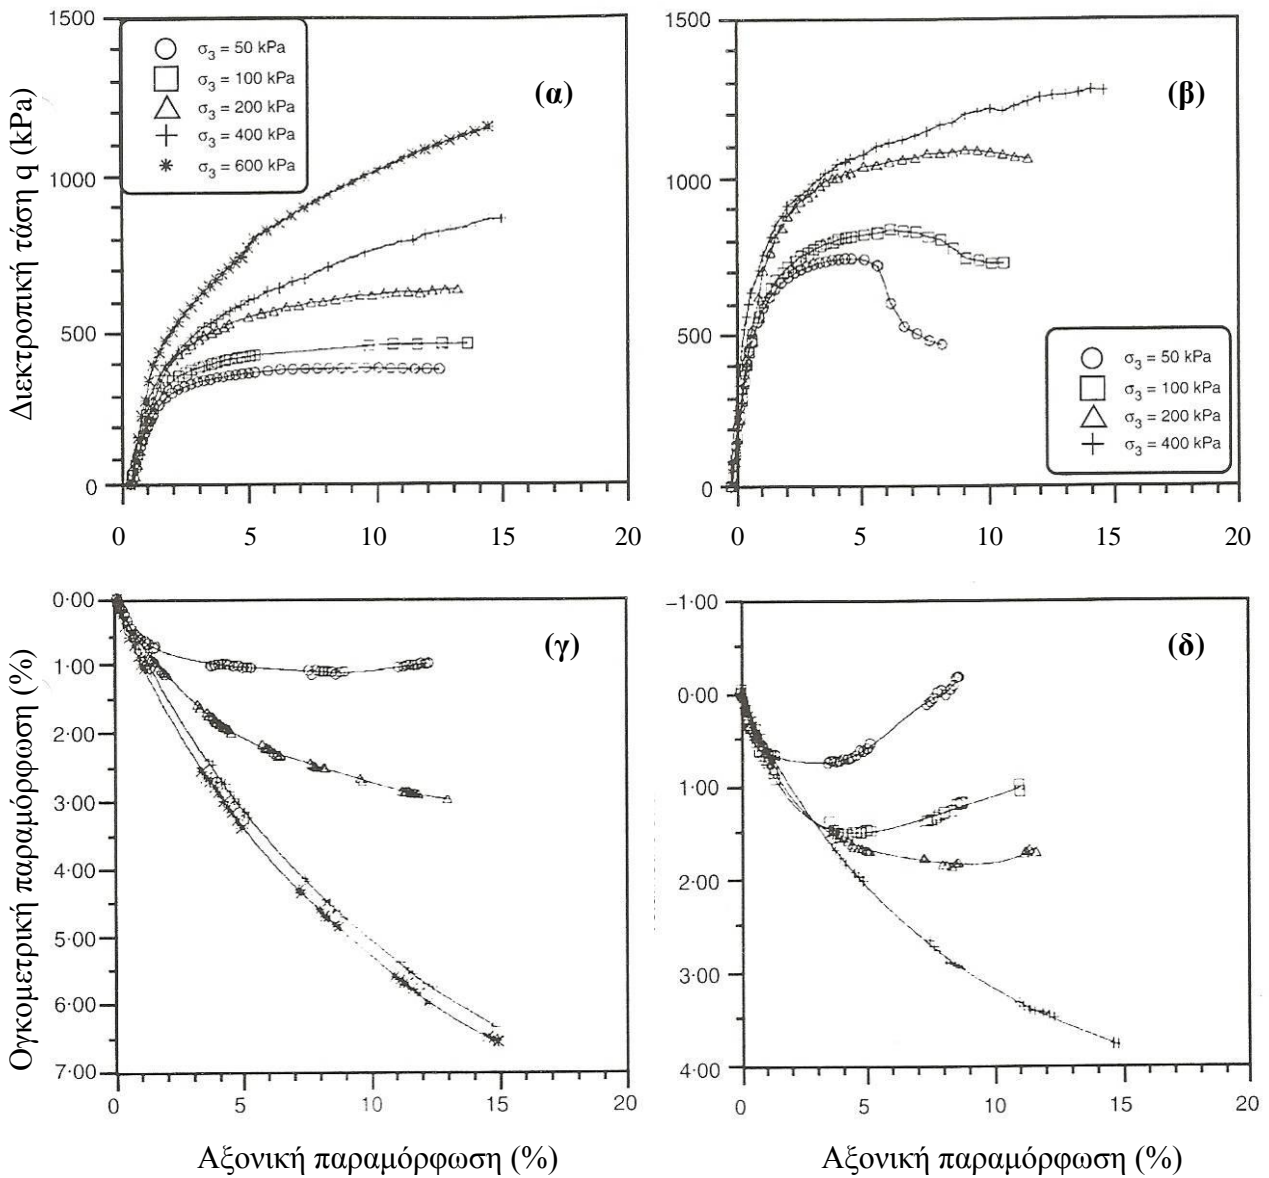 Διεκτροπική τάση q (kPa)
1500
1000
500
0
0 5 10 15 20
σ3 = 50 kPa
σ3 = 100 kPa
σ3 = 200 kPa
σ3 = 400 kPa
σ3 = 600 kPa
(α)
1500
1000
500
0
0 5 10 15 20
(β)
σ3 = 50 kPa
σ3 = 100 kPa
σ3 = 200 kPa
σ3 = 400 kPa
Ογκομετρική παραμόρφωση (%)
0·00
1·00
2·00
3·00
4·00
5·00
6·00
7·00
0 5 10 15 20
(γ)
Αξονική παραμόρφωση (%)
−1·00
0·00
1·00
2·00
3·00
4·00
0 5 10 15 20
(δ)
Αξονική παραμόρφωση (%)